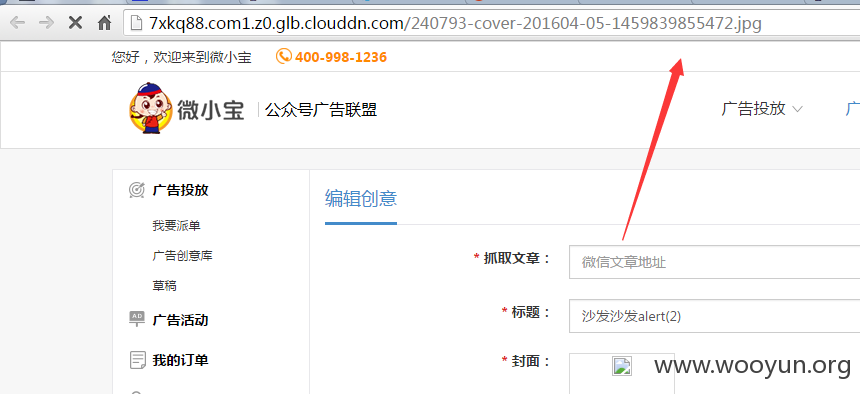 7xkq88.com1.z0.glb.clouddn.com/240793-cover-201604-05-1459839855472.jpg
您好，欢迎来到微小宝 400-998-1236
微小宝 公众号广告联盟 广告投放
广告投放
我要派单
广告创意库
草稿
AD 广告活动
我的订单
编辑创意
* 抓取文章： 微信文章地址
* 标题： 沙发沙发alert(2)
* 封面：
www.wooyun.org